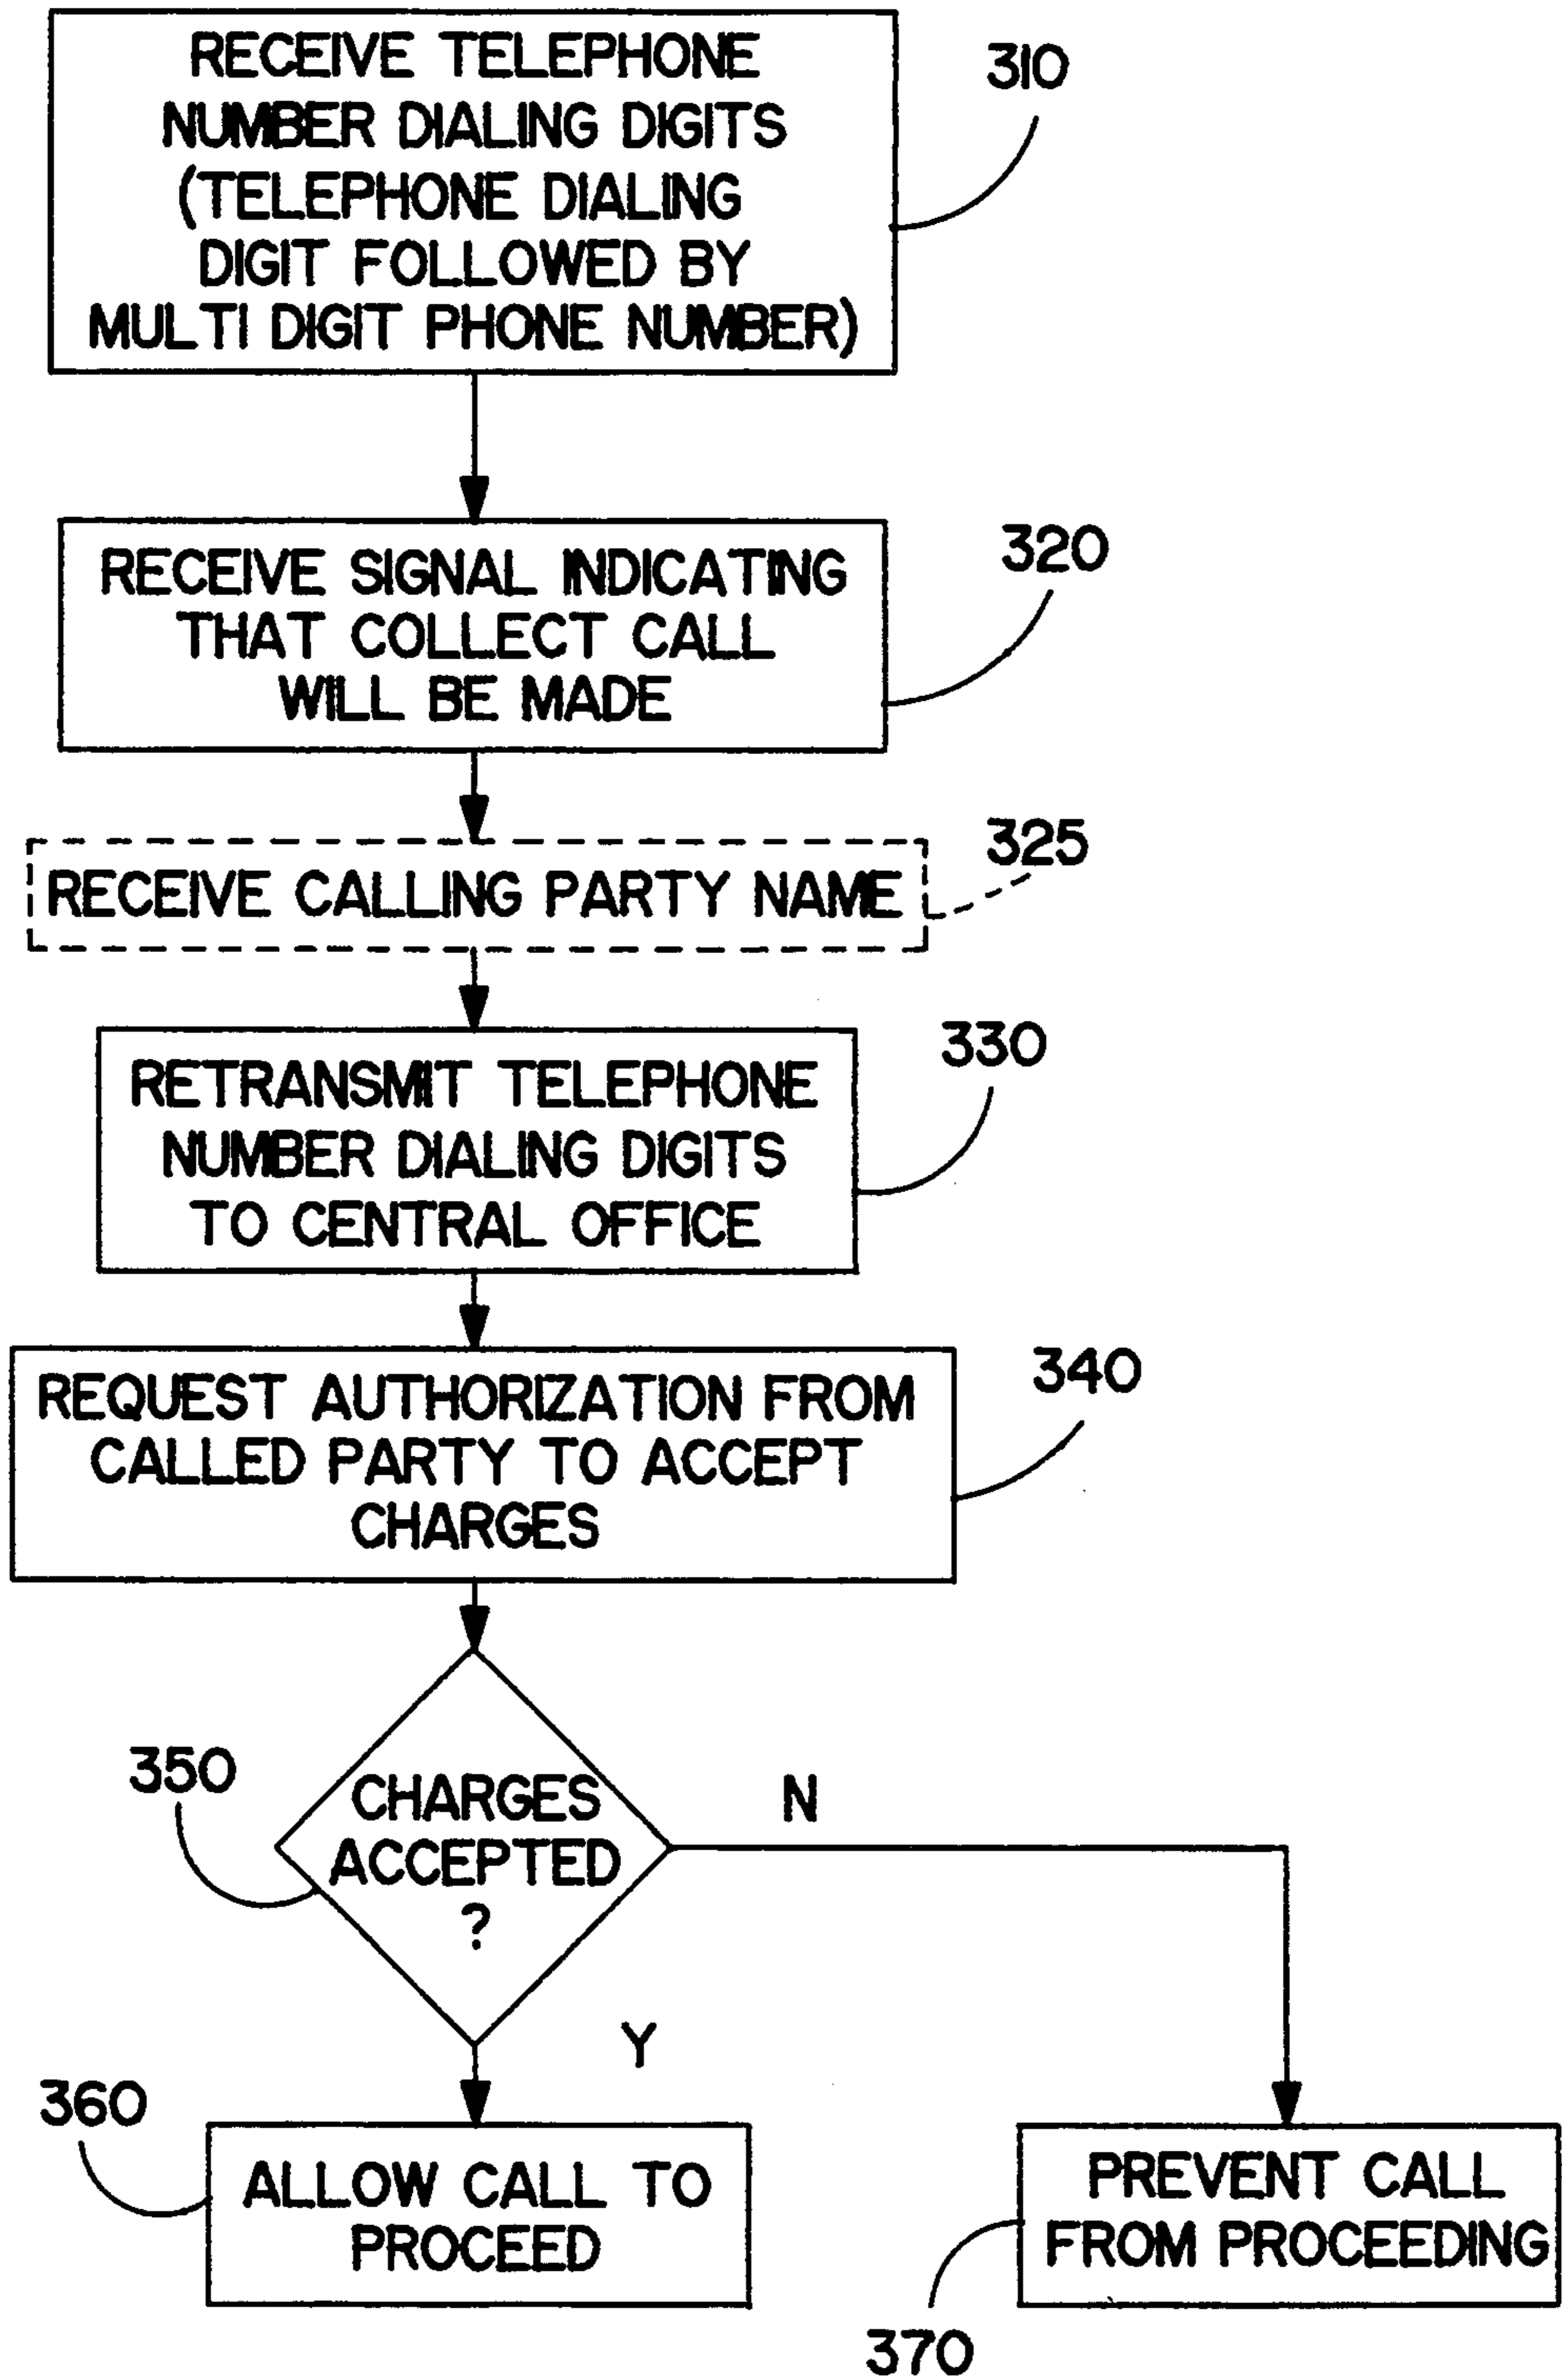 RECEIVE TELEPHONE
NUMBER DIALING DIGITS
(TELEPHONE DIALING
DIGIT FOLLOWED BY
MULTI DIGIT PHONE NUMBER)
310
RECEIVE SIGNAL INDICATING
THAT COLLECT CALL
WILL BE MADE
320
RECEIVE CALLING PARTY NAME
325
RETRANSMIT TELEPHONE
NUMBER DIALING DIGITS
TO CENTRAL OFFICE
330
REQUEST AUTHORIZATION FROM
CALLED PARTY TO ACCEPT
CHARGES
340
350
CHARGES
ACCEPTED
?
N
Y
360
ALLOW CALL TO
PROCEED
PREVENT CALL
FROM PROCEEDING
370